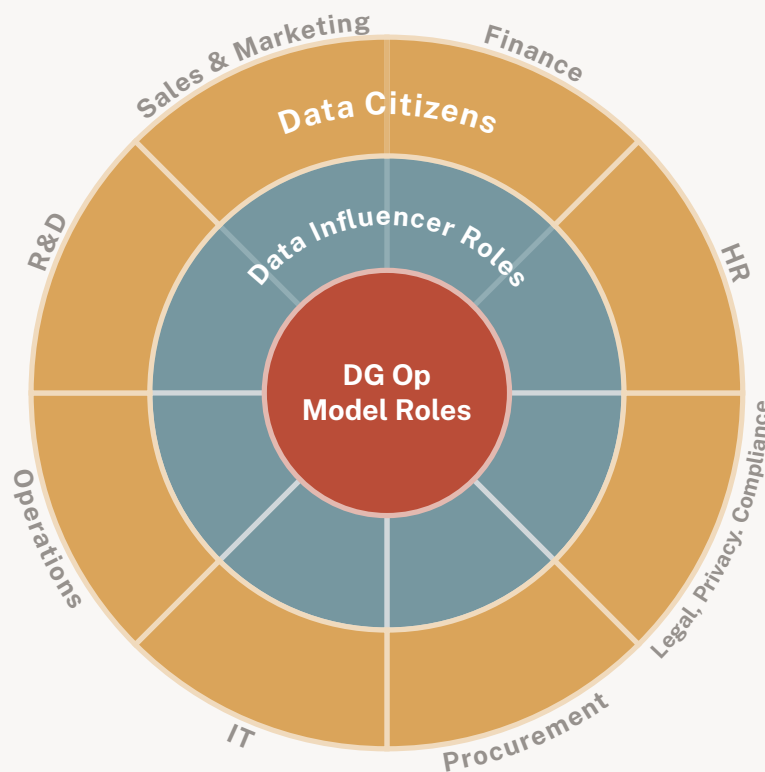 Sales & Marketing
Finance
Data Citizens
R&D
HR
Data Influencer Roles
DG Op
Model Roles
Operations
Legal, Privacy. Compliance
IT
Procurement